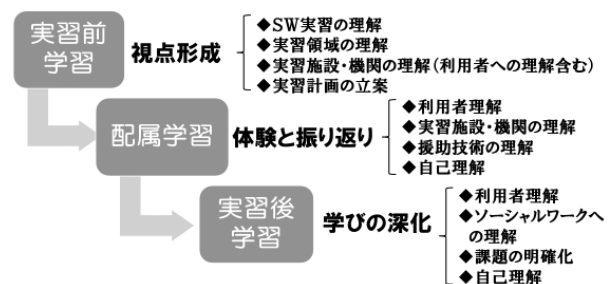 実習前
学習
視点形成
◆SW実習の理解
◆実習領域の理解
◆実習施設・機関の理解(利用者への理解含む)
◆実習計画の立案
配属学習
体験と振り返り
◆利用者理解
◆実習施設・機関の理解
◆援助技術の理解
◆自己理解
実習後
学習
学びの深化
◆利用者理解
◆ソーシャルワークへ
の理解
◆課題の明確化
◆自己理解